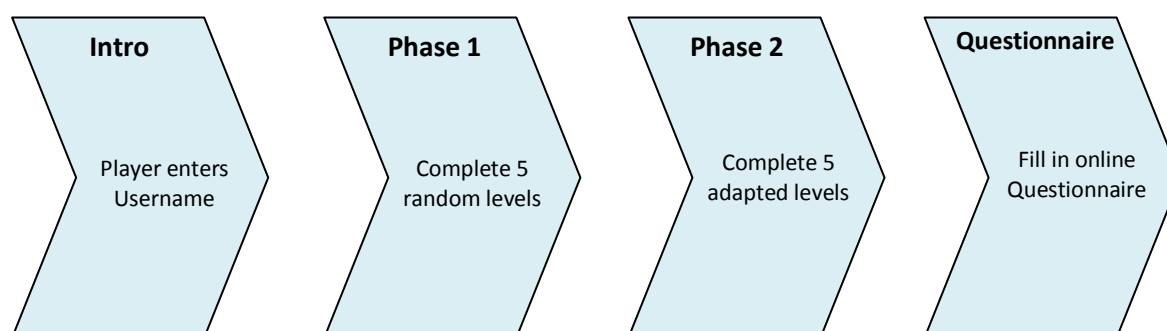 Intro
Player enters
Username
Phase 1
Complete 5
random levels
Phase 2
Complete 5
adapted levels
Questionnaire
Fill in online
Questionnaire